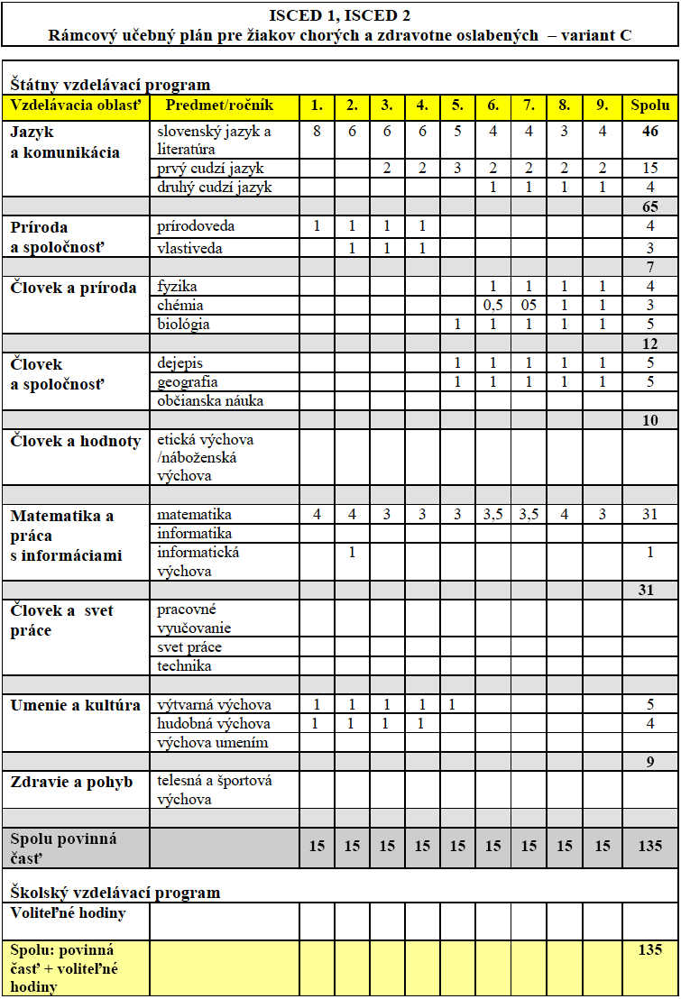 ISCED 1, ISCED 2
Rámcový učebný plán pre žiakov chorých a zdravotne oslabených – variant C
Štátny vzdelávací program
Vzdelávacia oblasť Predmet/ročník 1. 2. 3. 4. 5. 6. 7. 8. 9. Spolu
Jazyk slovenský jazyk a 8 6 6 6 5 4 4 3 4 46
a komunikácia literatúra
prvý cudzí jazyk 2 2 3 2 2 2 2 15
druhý cudzí jazyk 1 1 1 1 4
65
Príroda prírodoveda 1 1 1 1 4
a spoločnosť vlastiveda 1 1 1 3
7
Človek a príroda fyzika 1 1 1 1 4
chémia 0,5 05 1 1 3
biológia 1 1 1 1 1 5
12
Človek dejepis 1 1 1 1 1 5
a spoločnosť geografia 1 1 1 1 1 5
občianska náuka
10
Človek a hodnoty etická výchova
/náboženská
výchova
Matematika a matematika 4 4 3 3 3 3,5 3,5 4 3 31
práca informatika
s informáciami informatická 1 1
výchova
31
Človek a svet pracovné
práce vyučovanie
svet práce
technika
Umenie a kultúra výtvarná výchova 1 1 1 1 1 5
hudobná výchova 1 1 1 1 4
výchova umením
9
Zdravie a pohyb telesná a športová
výchova
Spolu povinná
časť 15 15 15 15 15 15 15 15 15 135
Školský vzdelávací program
Voliteľné hodiny
Spolu: povinná 135
časť + voliteľné
hodiny